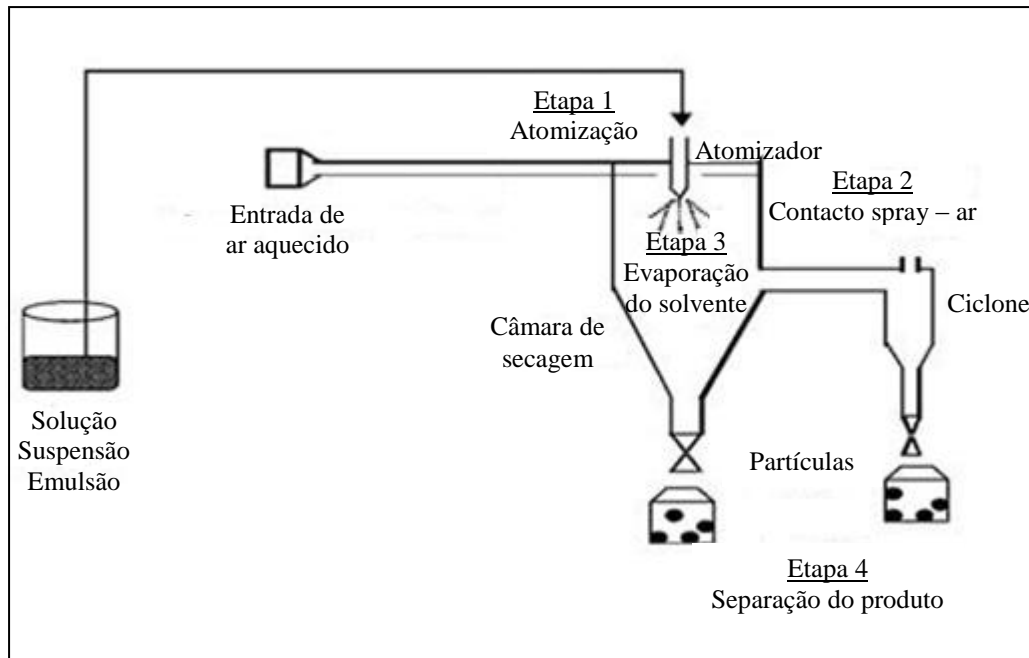 Etapa 1
Atomização
Atomizador
Etapa 2
Contacto spray – ar
Entrada de
ar aquecido
Etapa 3
Evaporação
do solvente
Ciclone
Câmara de
secagem
Solução
Suspensão
Emulsão
Partículas
Etapa 4
Separação do produto